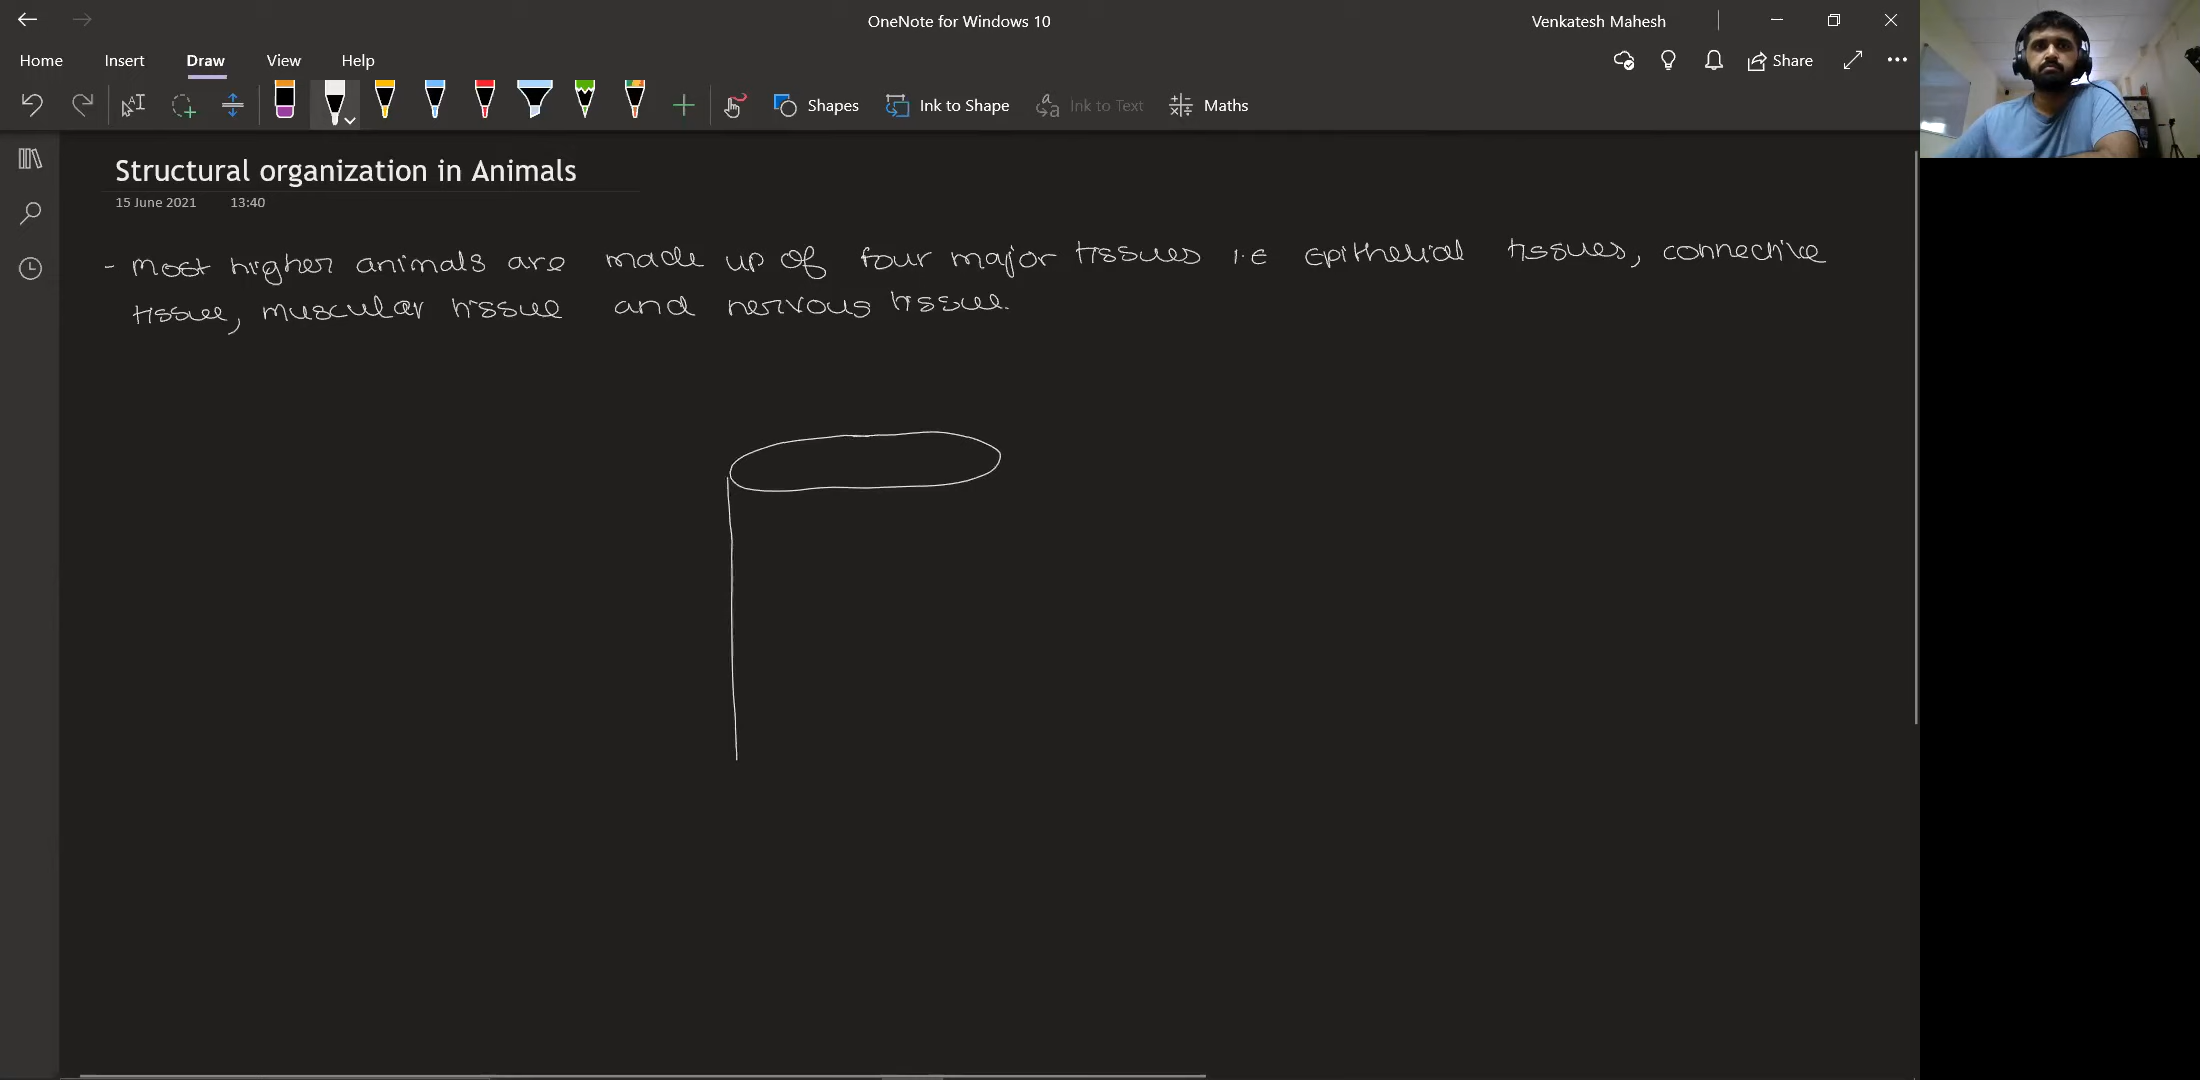 OneNote for Windows 10
Venkatesh Mahesh
Home Insert Draw View Help
Share
Shapes Ink to Shape Ink to Text Maths
Structural organization in Animals
15 June 2021 13:40
- most higher animals are made up of four major tissues i.e Epithelial tissues, connective
tissue, muscular tissue and nervous tissue.